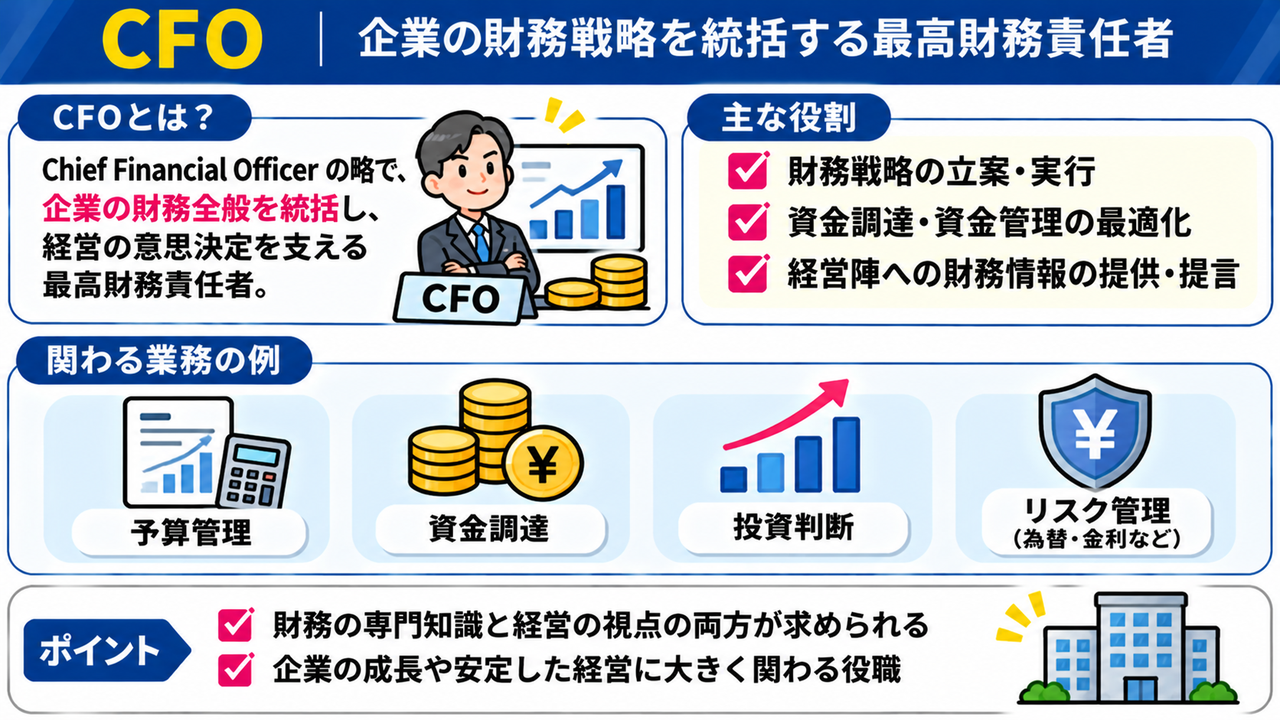 CFO
企業の財務戦略を統括する最高財務責任者
CFOとは？
Chief Financial Officer の略で、
企業の財務全般を統括し、
経営の意思決定を支える
最高財務責任者。
CFO
主な役割
財務戦略の立案・実行
資金調達・資金管理の最適化
経営陣への財務情報の提供・提言
関わる業務の例
予算管理
¥
資金調達
投資判断
¥
リスク管理
（為替・金利など）
ポイント
財務の専門知識と経営の視点の両方が求められる
企業の成長や安定した経営に大きく関わる役職